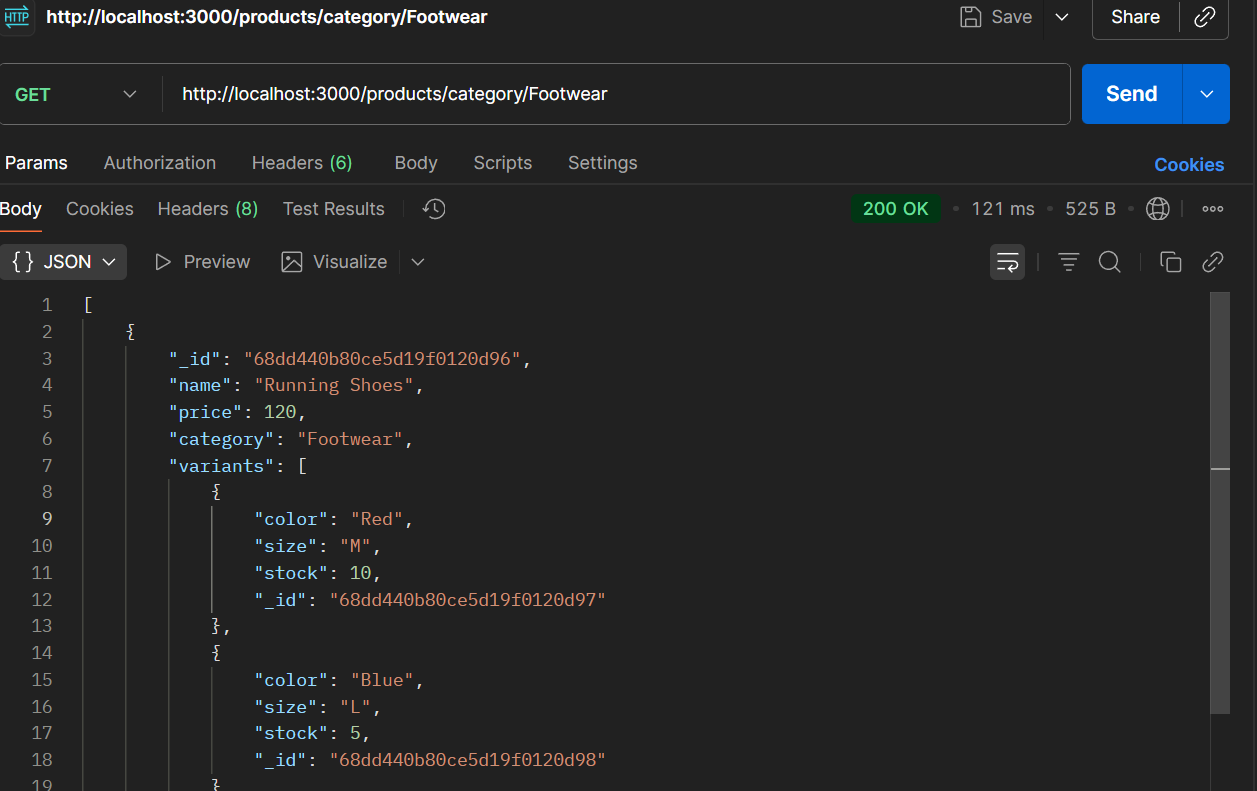 HTTP http://localhost:3000/products/category/Footwear Save Share
GET http://localhost:3000/products/category/Footwear Send
Params Authorization Headers (6) Body Scripts Settings Cookies
Body Cookies Headers (8) Test Results 200 OK • 121 ms • 525 B •
{} JSON Preview Visualize
1 [
2 {
3 "_id": "68dd440b80ce5d19f0120d96",
4 "name": "Running Shoes",
5 "price": 120,
6 "category": "Footwear",
7 "variants": [
8 {
9 "color": "Red",
10 "size": "M",
11 "stock": 10,
12 "_id": "68dd440b80ce5d19f0120d97"
13 },
14 {
15 "color": "Blue",
16 "size": "L",
17 "stock": 5,
18 "_id": "68dd440b80ce5d19f0120d98"
19 }